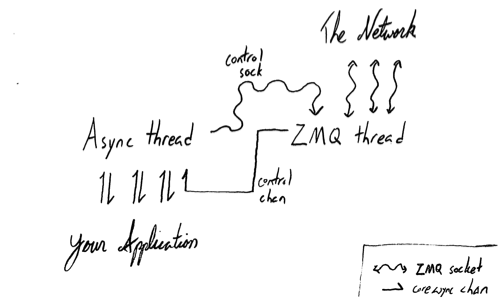 The Network
control
sock
Async thread
ZMQ thread
control
chan
Your Application
ZMQ socket
core.async chan